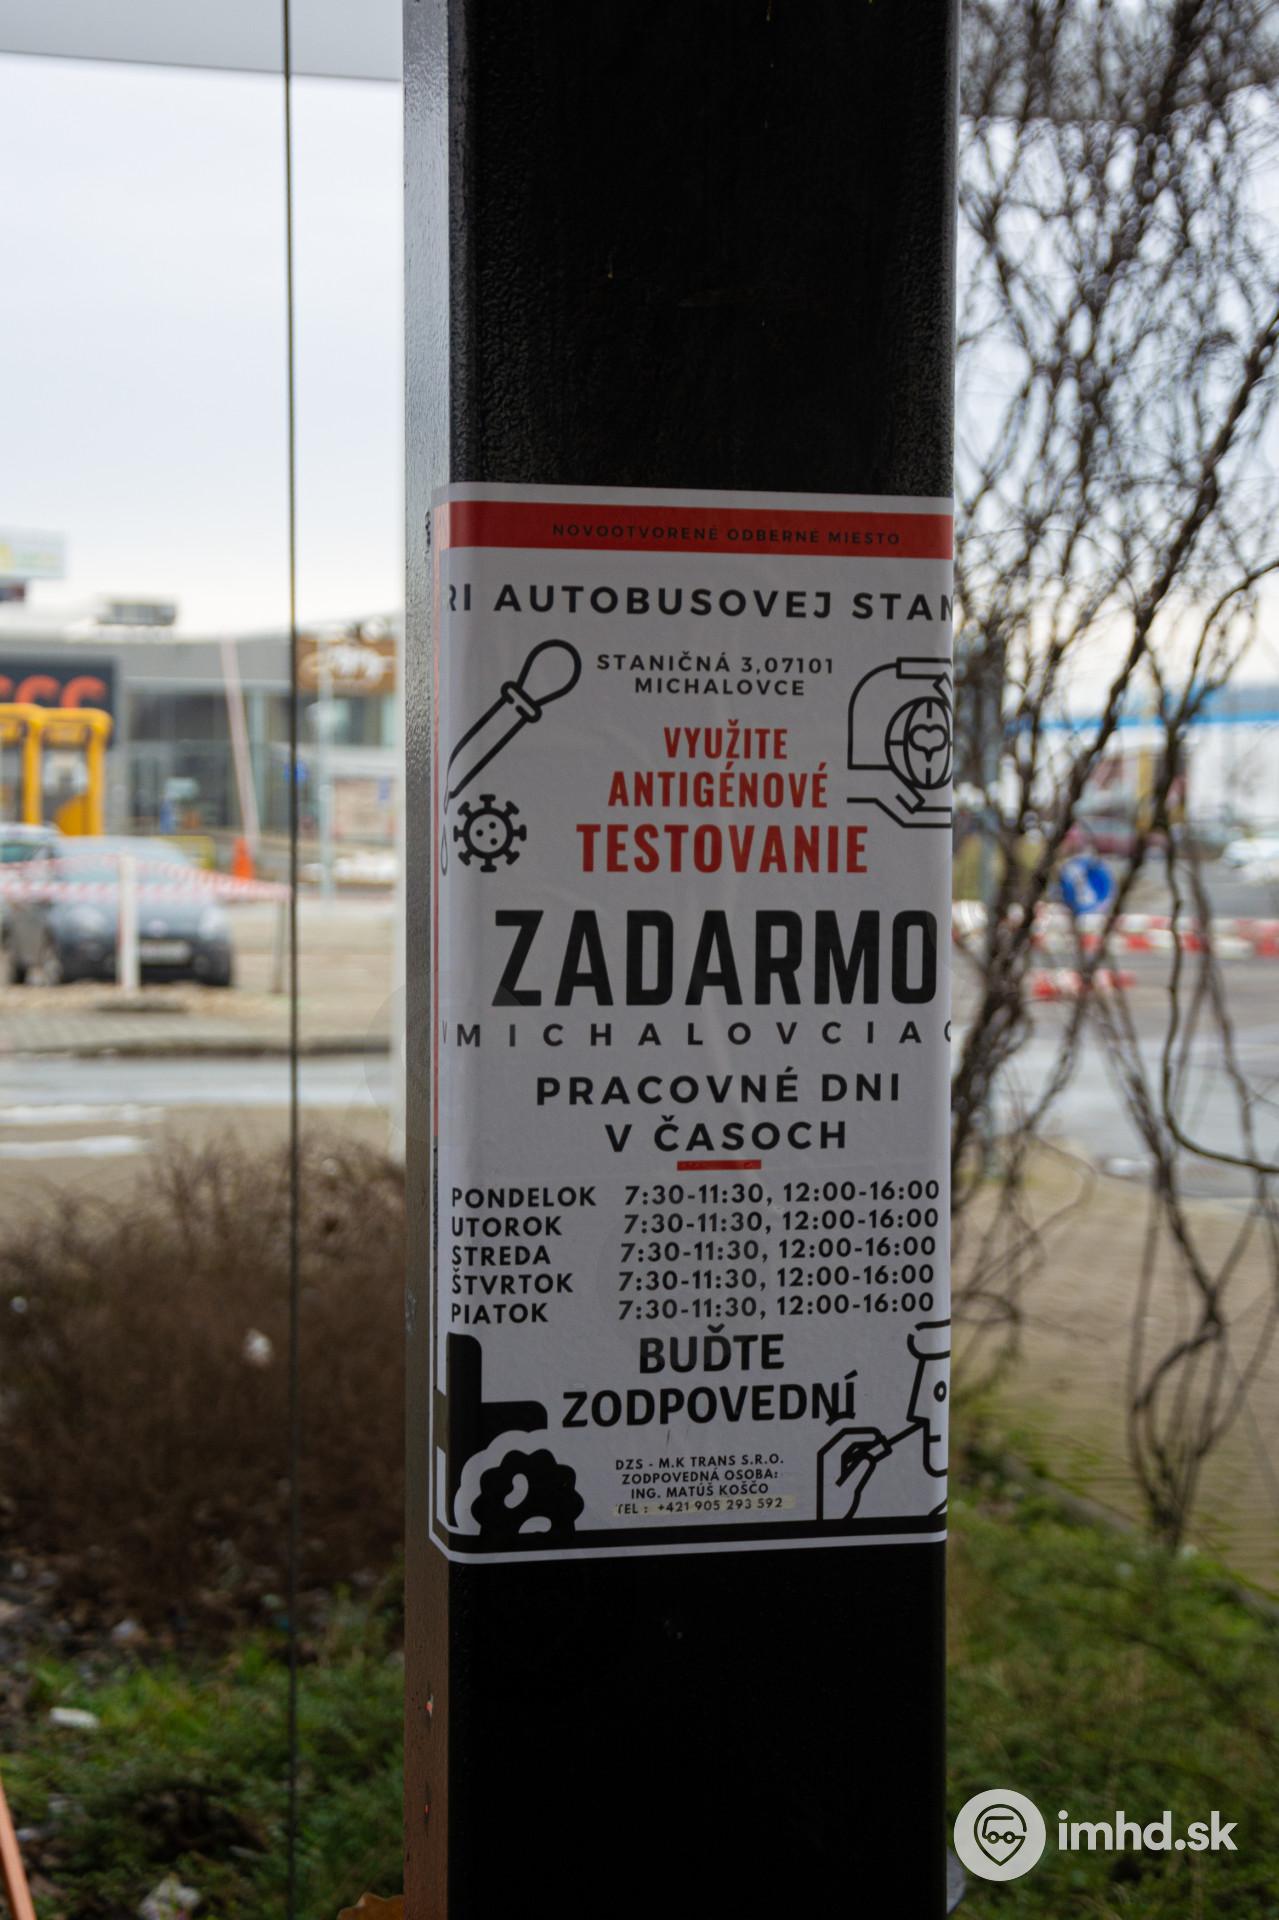 NOVOOTVORENÉ ODBERNÉ MIESTO
RI AUTOBUSOVEJ STAN
STANIČNÁ 3,07101
MICHALOVCE
VYUŽITE
ANTIGÉNOVÉ
TESTOVANIE
ZADARMO
V MICHALOVCIAC
PRACOVNÉ DNI
V ČASOCH
PONDELOK 7:30-11:30, 12:00-16:00
UTOROK 7:30-11:30, 12:00-16:00
STREDA 7:30-11:30, 12:00-16:00
ŠTVRTOK 7:30-11:30, 12:00-16:00
PIATOK 7:30-11:30, 12:00-16:00
BUĎTE
ZODPOVEDNÍ
DZS - M.K TRANS S.R.O.
ZODPOVEDNÁ OSOBA:
ING. MATÚŠ KOŠČO
TEL : +421 905 293 592
imhd.sk